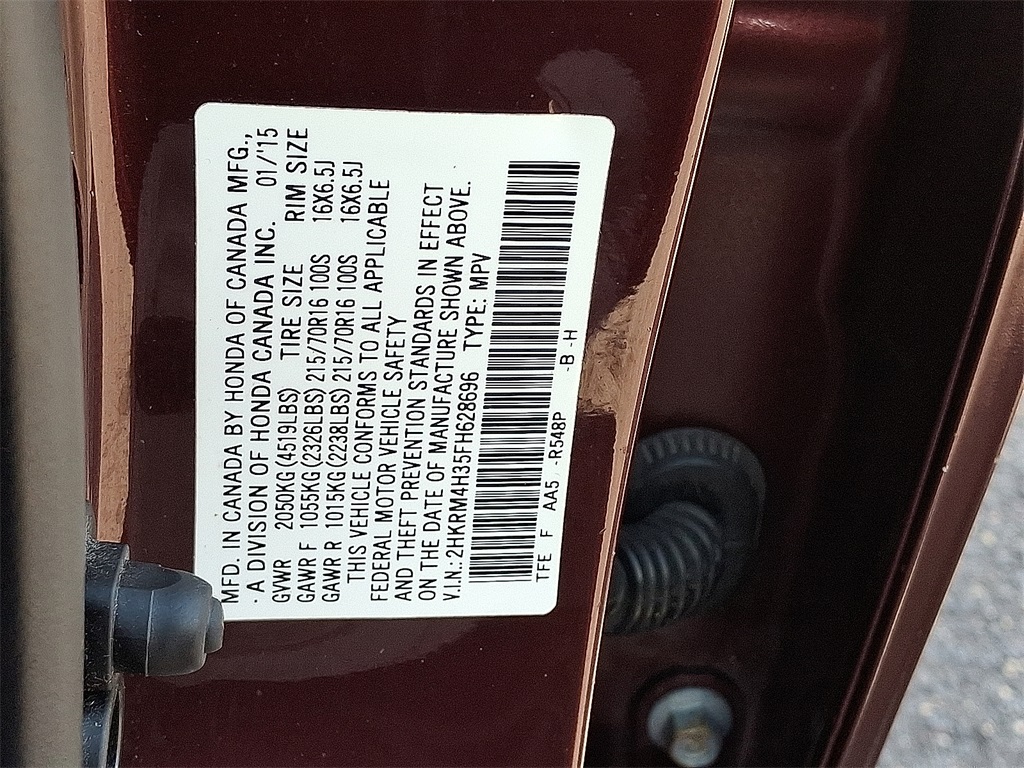 MFD. IN CANADA BY HONDA OF CANADA MFG.,
A DIVISION OF HONDA CANADA INC. 01/'15
GVWR 2050KG(4519LBS) TIRE SIZE RIM SIZE
GAWR F 1055KG(2326LBS) 215/70R16 100S 16X6.5J
GAWR R 1015KG(2238LBS) 215/70R16 100S 16X6.5J
THIS VEHICLE CONFORMS TO ALL APPLICABLE
FEDERAL MOTOR VEHICLE SAFETY
AND THEFT PREVENTION STANDARDS IN EFFECT
ON THE DATE OF MANUFACTURE SHOWN ABOVE.
V.I.N.:2HKRM4H35FH628696 TYPE: MPV
TFE F AA5 -R548P -B -H